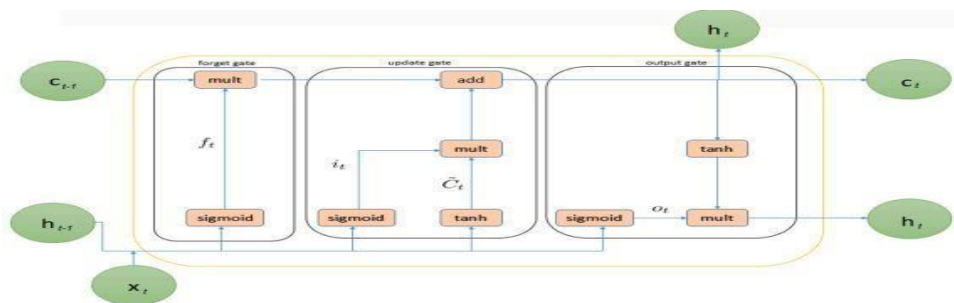 h t
forget gate
update gate
output gate
c t-1
mult
add
c t
f t
i t
mult
tanh
C̃ t
h t-1
sigmoid
sigmoid
tanh
sigmoid
o t
mult
h t
x t